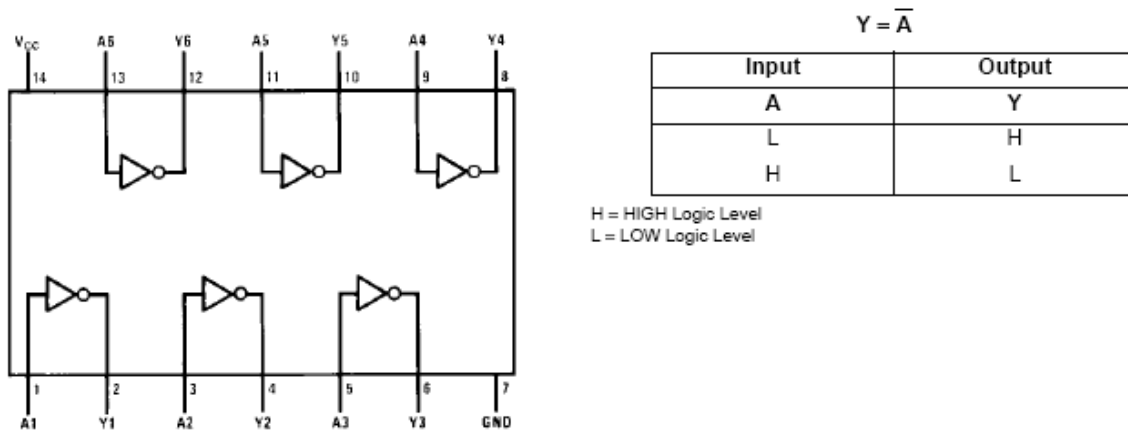 V_CC A6 Y6 A5 Y5 A4 Y4
14 13 12 11 10 9 8
1 2 3 4 5 6 7
A1 Y1 A2 Y2 A3 Y3 GND
Y = A̅
Input Output
A Y
L H
H L
H = HIGH Logic Level
L = LOW Logic Level